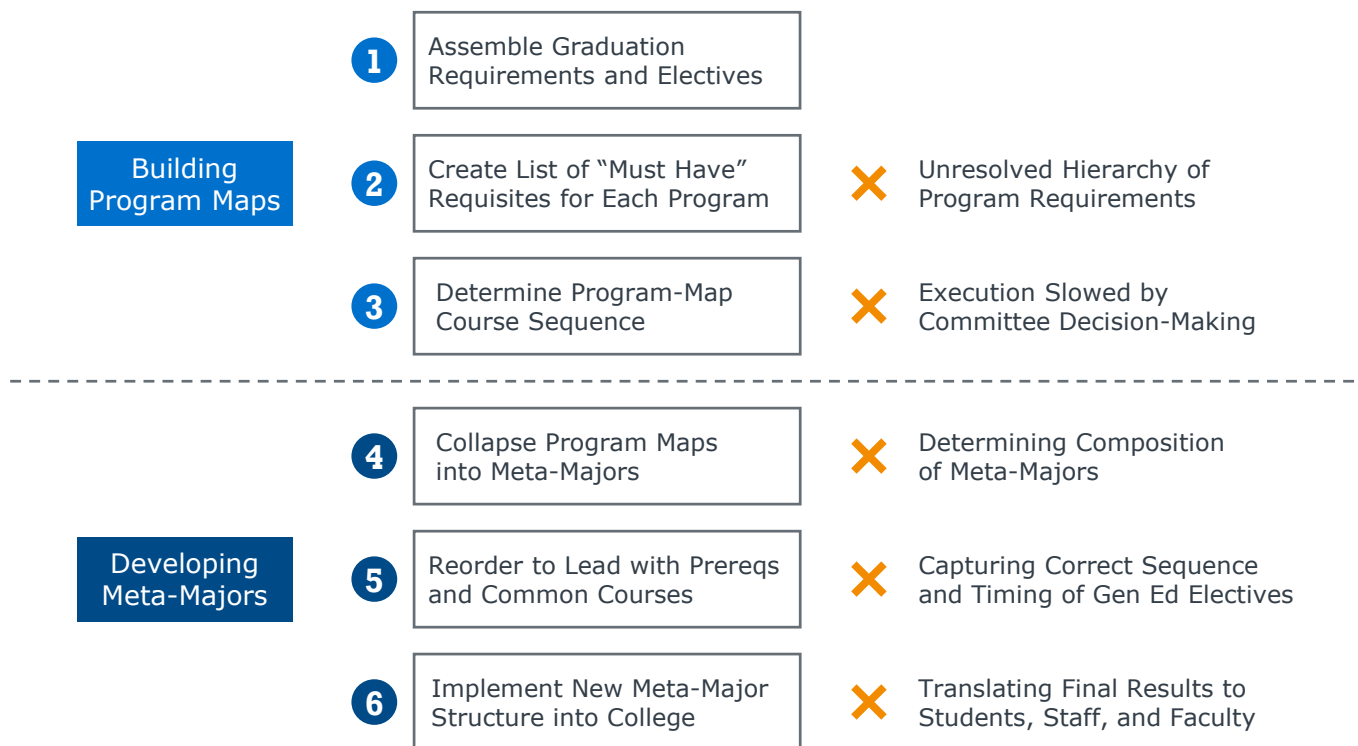 1
Assemble Graduation
Requirements and Electives
Building
Program Maps
2
Create List of “Must Have”
Requisites for Each Program
Unresolved Hierarchy of
Program Requirements
3
Determine Program-Map
Course Sequence
Execution Slowed by
Committee Decision-Making
4
Collapse Program Maps
into Meta-Majors
Determining Composition
of Meta-Majors
Developing
Meta-Majors
5
Reorder to Lead with Prereqs
and Common Courses
Capturing Correct Sequence
and Timing of Gen Ed Electives
6
Implement New Meta-Major
Structure into College
Translating Final Results to
Students, Staff, and Faculty